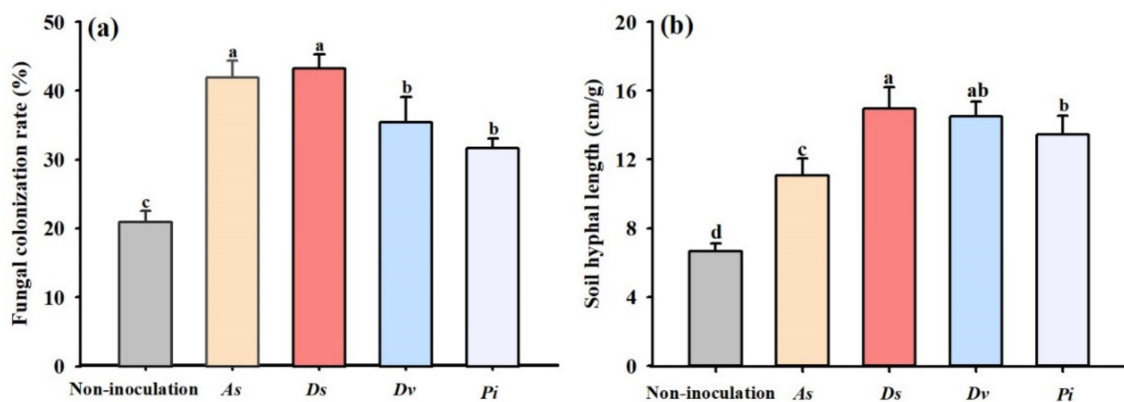 (a)
Fungal colonization rate (%)
50
40
30
20
10
0
c
a
a
b
b
Non-inoculation As Ds Dv Pi
(b)
Soil hyphal length (cm/g)
20
16
12
8
4
0
d
c
a
ab
b
Non-inoculation As Ds Dv Pi